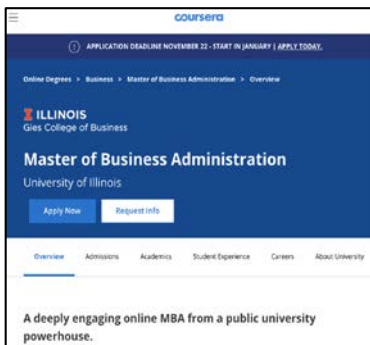 coursera
APPLICATION DEADLINE NOVEMBER 22 - START IN JANUARY | APPLY TODAY.
Online Degrees > Business > Master of Business Administration > Overview
I ILLINOIS
Gies College of Business
Master of Business Administration
University of Illinois
Apply Now Request Info
Overview Admissions Academics Student Experience Careers About University
A deeply engaging online MBA from a public university
powerhouse.